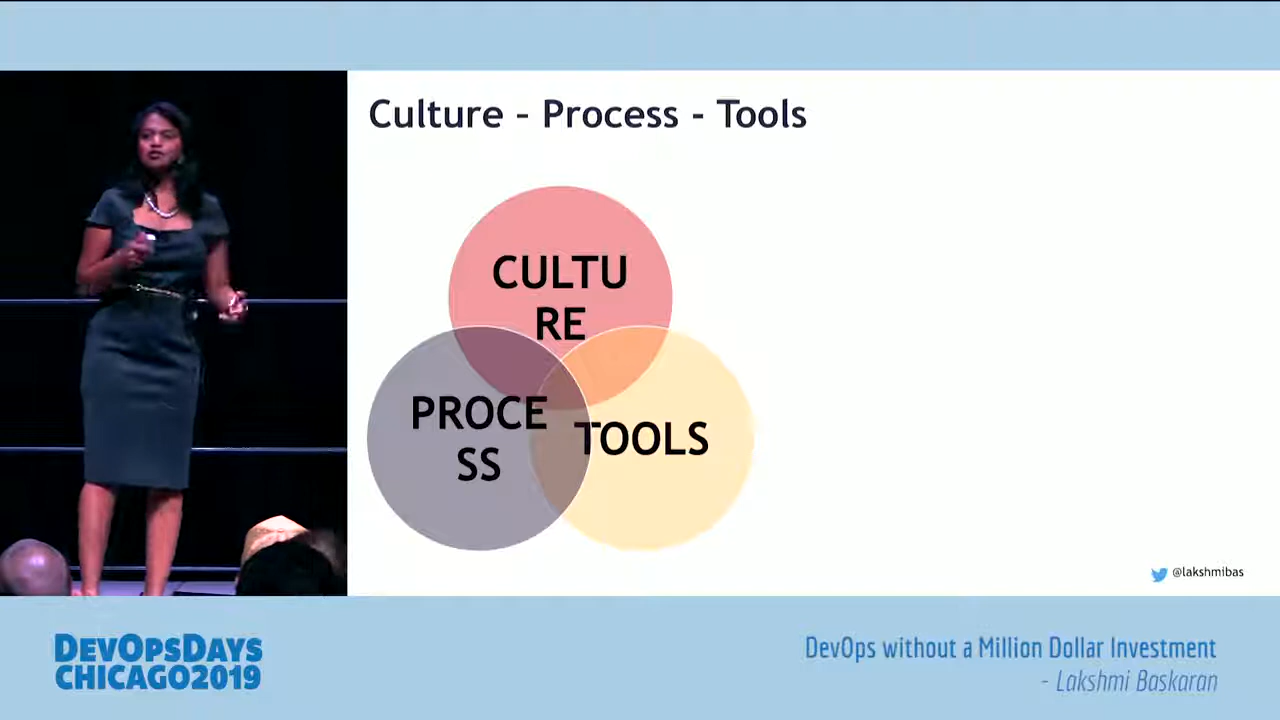 Culture – Process - Tools
CULTU
RE
PROCE
SS
TOOLS
@lakshmibas
DEVOPSDAYS
CHICAGO2019
DevOps without a Million Dollar Investment
- Lakshmi Baskaran